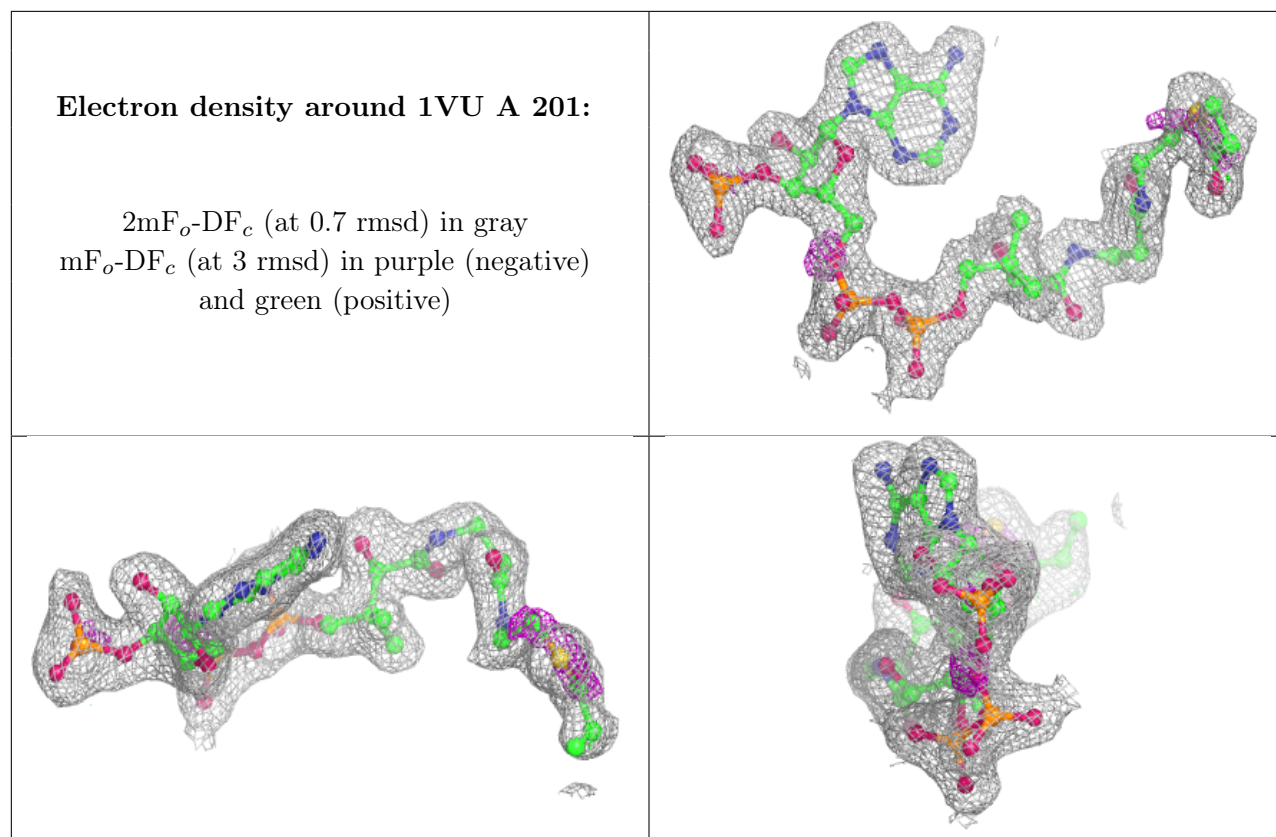 Electron density around 1VU A 201:
2mFo-DFc (at 0.7 rmsd) in gray
mFo-DFc (at 3 rmsd) in purple (negative)
and green (positive)